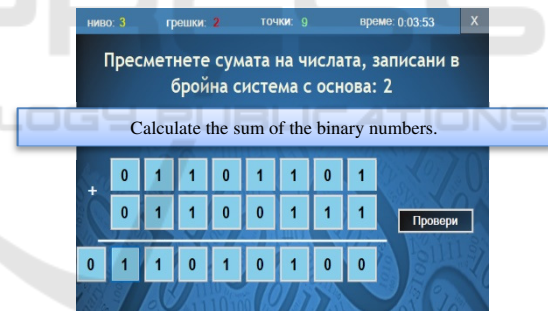 ниво: 3 грешки: 2 точки: 9 време: 0:03:53 X
Пресметнете сумата на числата, записани в
бройна система с основа: 2
LOGY PUBLICATIONS
Calculate the sum of the binary numbers.
0 1 1 0 1 1 0 1
+
0 1 1 0 0 1 1 1
Провери
0 1 1 0 1 0 1 0 0